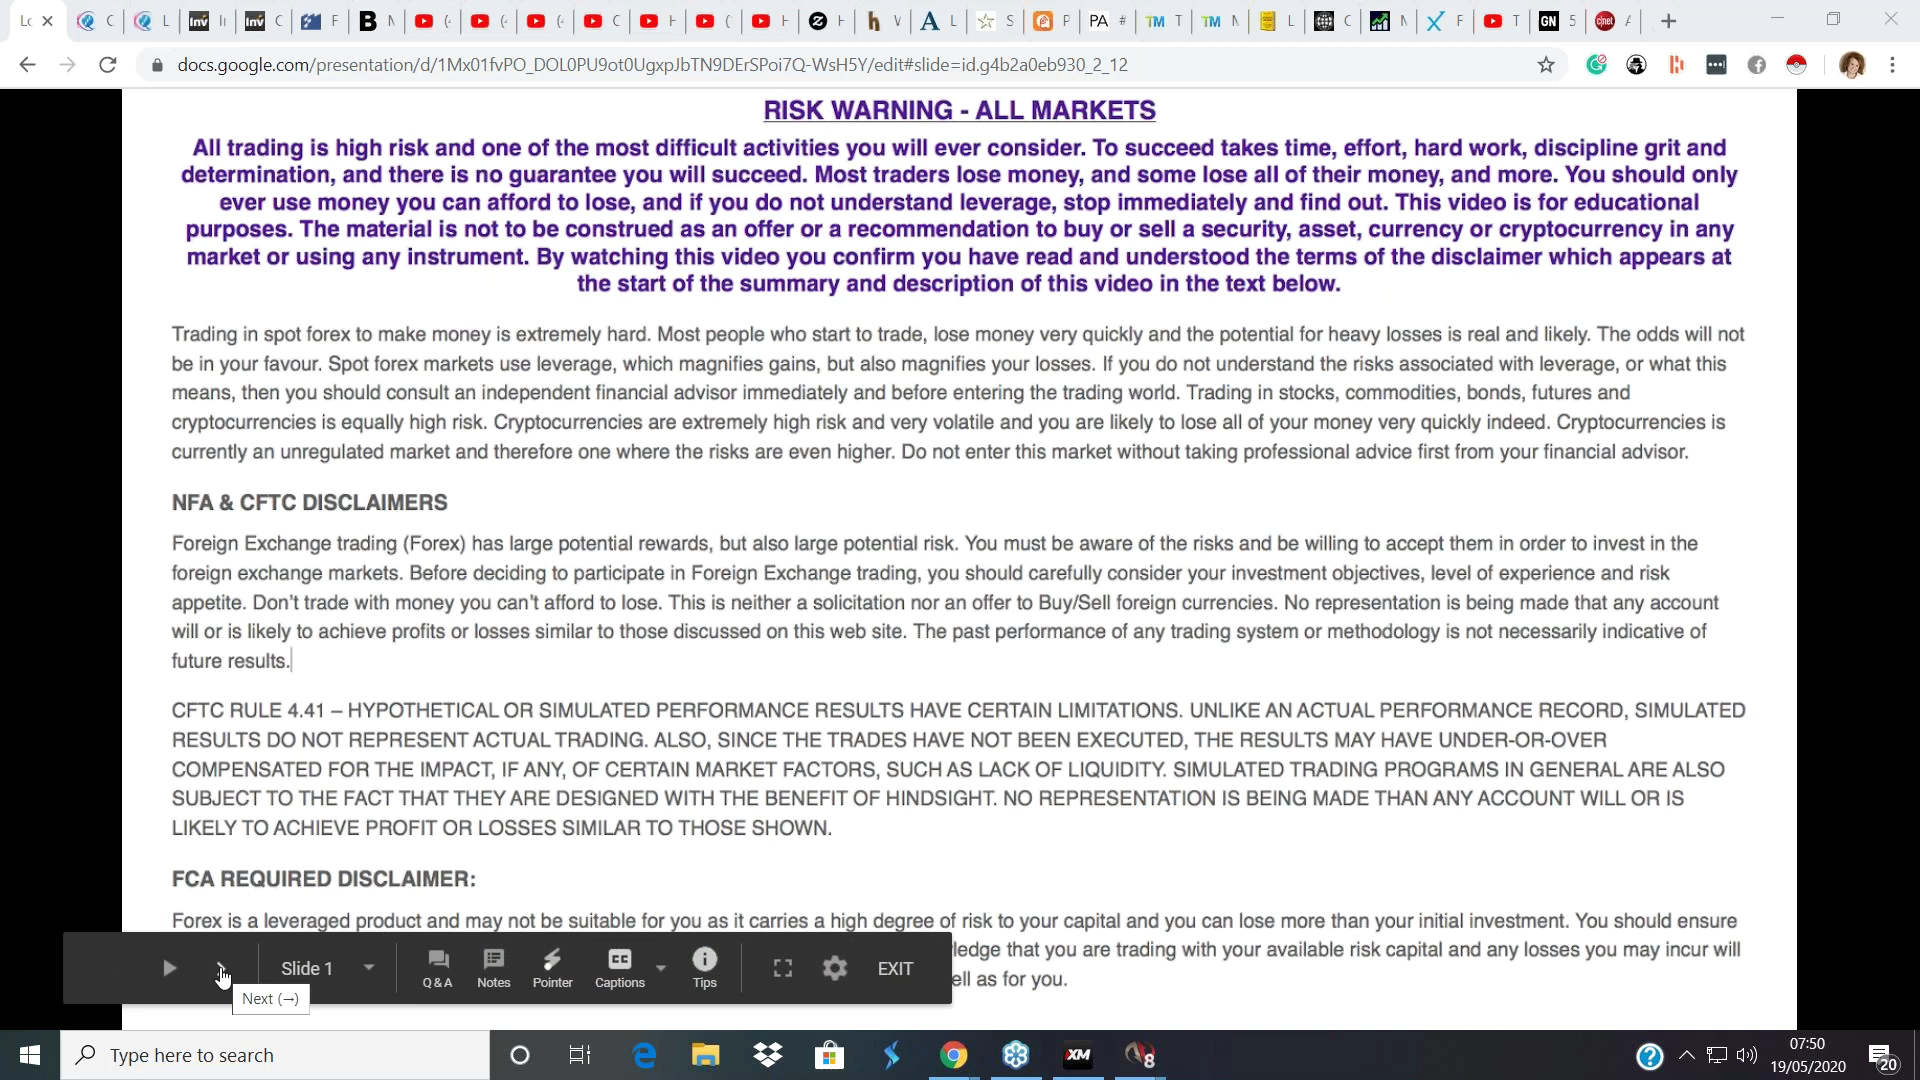 Lo
docs.google.com/presentation/d/1Mx01fvPO_DOL0PU9ot0UgxpJbTN9DErSPoi7Q-WsH5Y/edit#slide=id.g4b2a0eb930_2_12
RISK WARNING - ALL MARKETS
All trading is high risk and one of the most difficult activities you will ever consider. To succeed takes time, effort, hard work, discipline grit and
determination, and there is no guarantee you will succeed. Most traders lose money, and some lose all of their money, and more. You should only
ever use money you can afford to lose, and if you do not understand leverage, stop immediately and find out. This video is for educational
purposes. The material is not to be construed as an offer or a recommendation to buy or sell a security, asset, currency or cryptocurrency in any
market or using any instrument. By watching this video you confirm you have read and understood the terms of the disclaimer which appears at
the start of the summary and description of this video in the text below.
Trading in spot forex to make money is extremely hard. Most people who start to trade, lose money very quickly and the potential for heavy losses is real and likely. The odds will not
be in your favour. Spot forex markets use leverage, which magnifies gains, but also magnifies your losses. If you do not understand the risks associated with leverage, or what this
means, then you should consult an independent financial advisor immediately and before entering the trading world. Trading in stocks, commodities, bonds, futures and
cryptocurrencies is equally high risk. Cryptocurrencies are extremely high risk and very volatile and you are likely to lose all of your money very quickly indeed. Cryptocurrencies is
currently an unregulated market and therefore one where the risks are even higher. Do not enter this market without taking professional advice first from your financial advisor.
NFA & CFTC DISCLAIMERS
Foreign Exchange trading (Forex) has large potential rewards, but also large potential risk. You must be aware of the risks and be willing to accept them in order to invest in the
foreign exchange markets. Before deciding to participate in Foreign Exchange trading, you should carefully consider your investment objectives, level of experience and risk
appetite. Don't trade with money you can't afford to lose. This is neither a solicitation nor an offer to Buy/Sell foreign currencies. No representation is being made that any account
will or is likely to achieve profits or losses similar to those discussed on this web site. The past performance of any trading system or methodology is not necessarily indicative of
future results.
CFTC RULE 4.41 – HYPOTHETICAL OR SIMULATED PERFORMANCE RESULTS HAVE CERTAIN LIMITATIONS. UNLIKE AN ACTUAL PERFORMANCE RECORD, SIMULATED
RESULTS DO NOT REPRESENT ACTUAL TRADING. ALSO, SINCE THE TRADES HAVE NOT BEEN EXECUTED, THE RESULTS MAY HAVE UNDER-OR-OVER
COMPENSATED FOR THE IMPACT, IF ANY, OF CERTAIN MARKET FACTORS, SUCH AS LACK OF LIQUIDITY. SIMULATED TRADING PROGRAMS IN GENERAL ARE ALSO
SUBJECT TO THE FACT THAT THEY ARE DESIGNED WITH THE BENEFIT OF HINDSIGHT. NO REPRESENTATION IS BEING MADE THAN ANY ACCOUNT WILL OR IS
LIKELY TO ACHIEVE PROFIT OR LOSSES SIMILAR TO THOSE SHOWN.
FCA REQUIRED DISCLAIMER:
Forex is a leveraged product and may not be suitable for you as it carries a high degree of risk to your capital and you can lose more than your initial investment. You should ensure
ledge that you are trading with your available risk capital and any losses you may incur will
ell as for you.
Slide 1
Q&A
Notes
Pointer
CC
Captions
Tips
EXIT
Next (→)
Type here to search
XM
8
07:50
19/05/2020
20